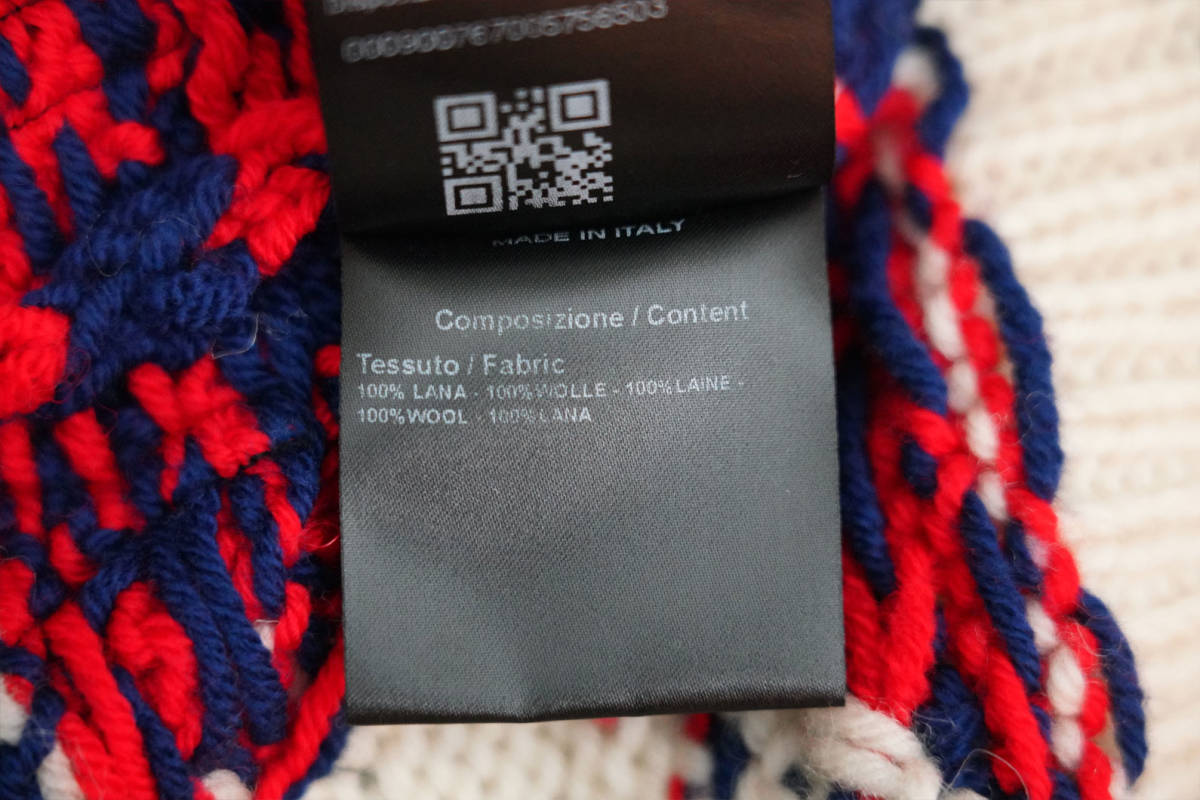 MADE IN ITALY
Composizione / Content
Tessuto / Fabric
100% LANA - 100% WOLLE - 100% LAINE -
100% WOOL - 100% LANA